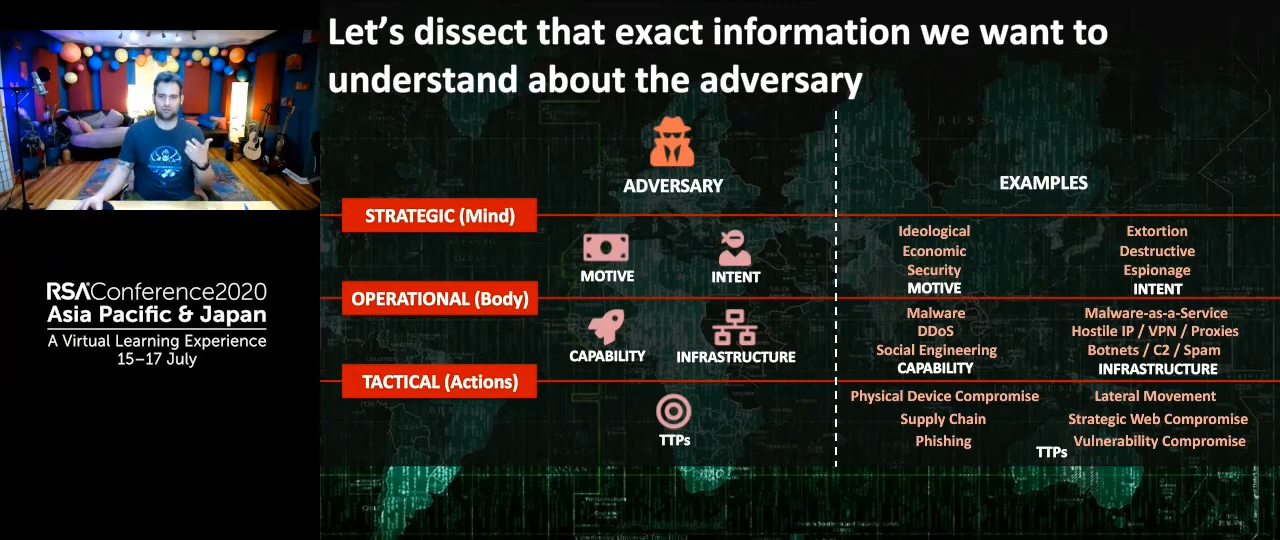 Let's dissect that exact information we want to
understand about the adversary
RSAConference2020
Asia Pacific & Japan
A Virtual Learning Experience
15–17 July
ADVERSARY
EXAMPLES
STRATEGIC (Mind)
MOTIVE
INTENT
Ideological
Economic
Security
MOTIVE
Extortion
Destructive
Espionage
INTENT
OPERATIONAL (Body)
CAPABILITY
INFRASTRUCTURE
Malware
DDoS
Social Engineering
CAPABILITY
Malware-as-a-Service
Hostile IP / VPN / Proxies
Botnets / C2 / Spam
INFRASTRUCTURE
TACTICAL (Actions)
TTPs
Physical Device Compromise
Supply Chain
Phishing
Lateral Movement
Strategic Web Compromise
Vulnerability Compromise
TTPs